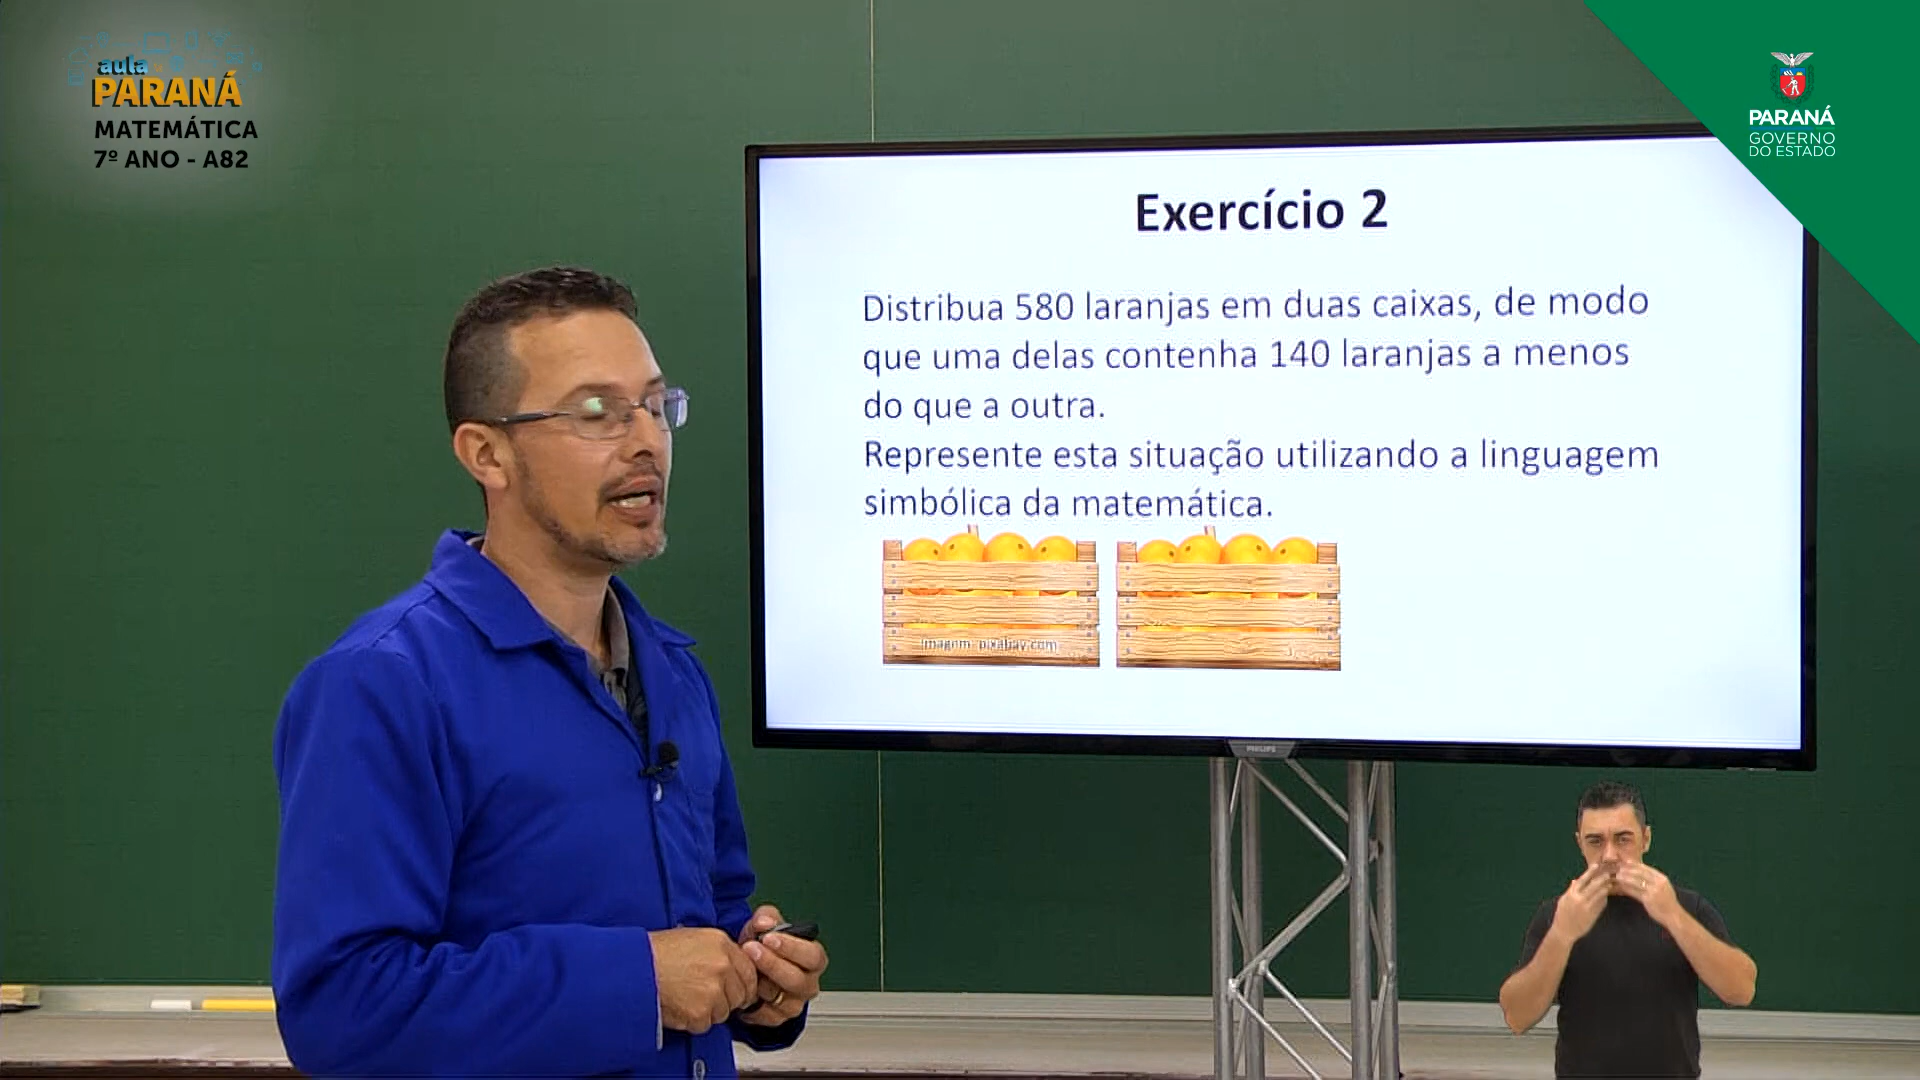 aula
PARANÁ
MATEMÁTICA
7º ANO - A82
PARANÁ
GOVERNO
DO ESTADO
Exercício 2
Distribua 580 laranjas em duas caixas, de modo
que uma delas contenha 140 laranjas a menos
do que a outra.
Represente esta situação utilizando a linguagem
simbólica da matemática.
Imagem: pixabay.com
PHILIPS